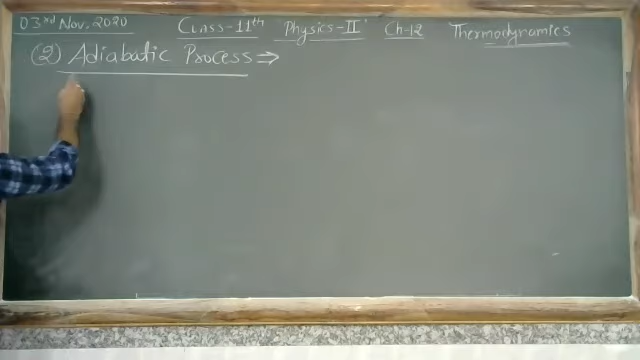 03rd Nov. 2020 Class-11th Physics-II Ch-12 Thermodynamics
(2) Adiabatic Process ⇒